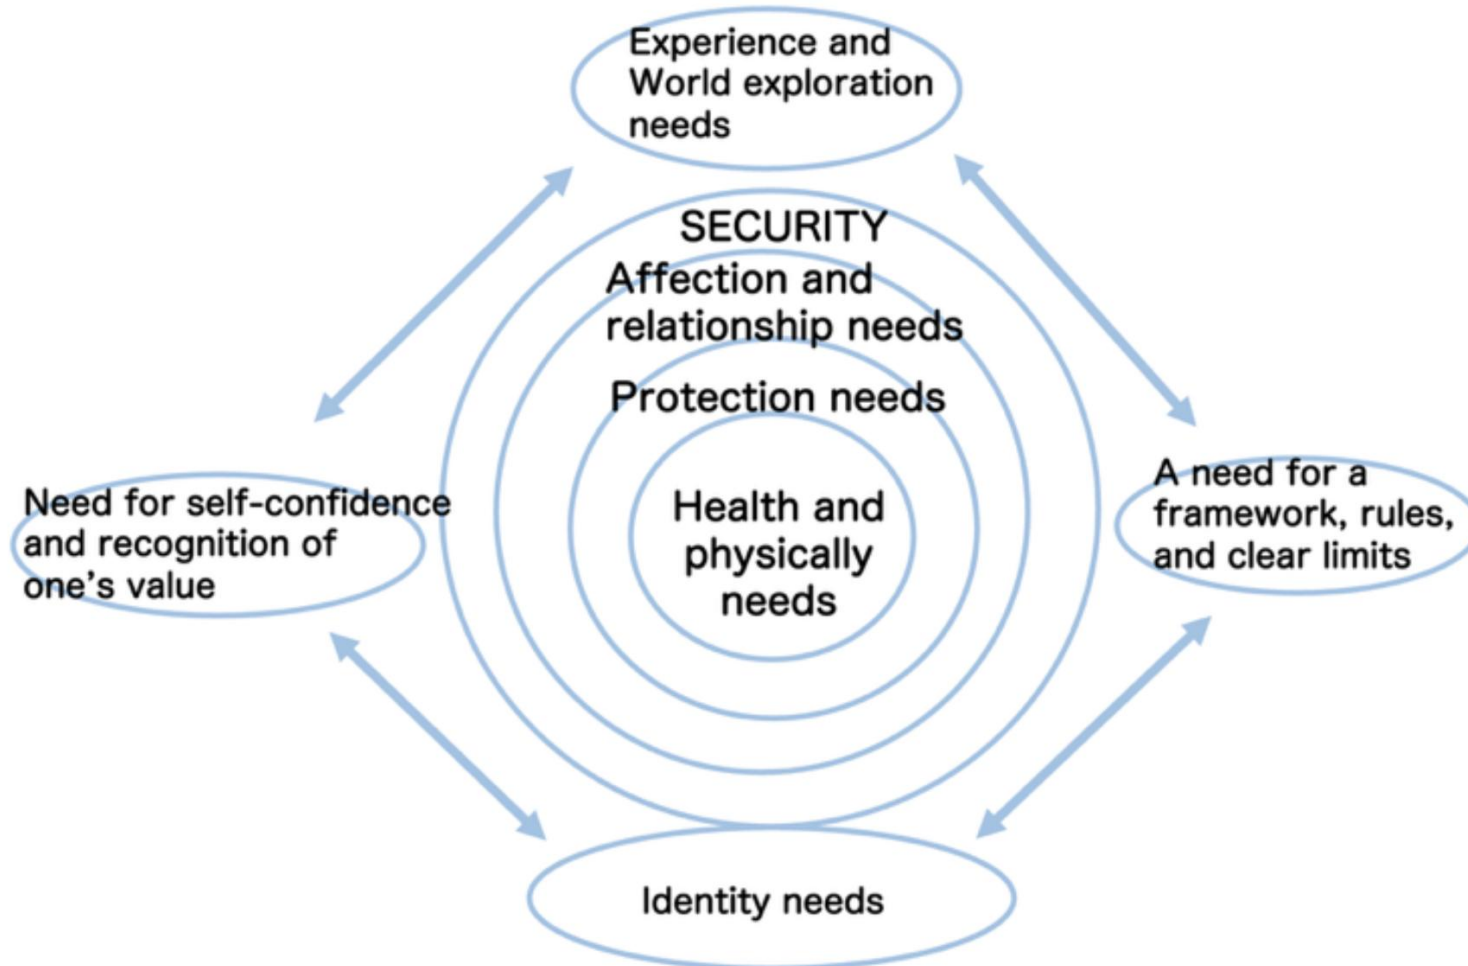 Experience and
World exploration
needs
SECURITY
Affection and
relationship needs
Protection needs
Health and
physically
needs
Need for self-confidence
and recognition of
one's value
A need for a
framework, rules,
and clear limits
Identity needs